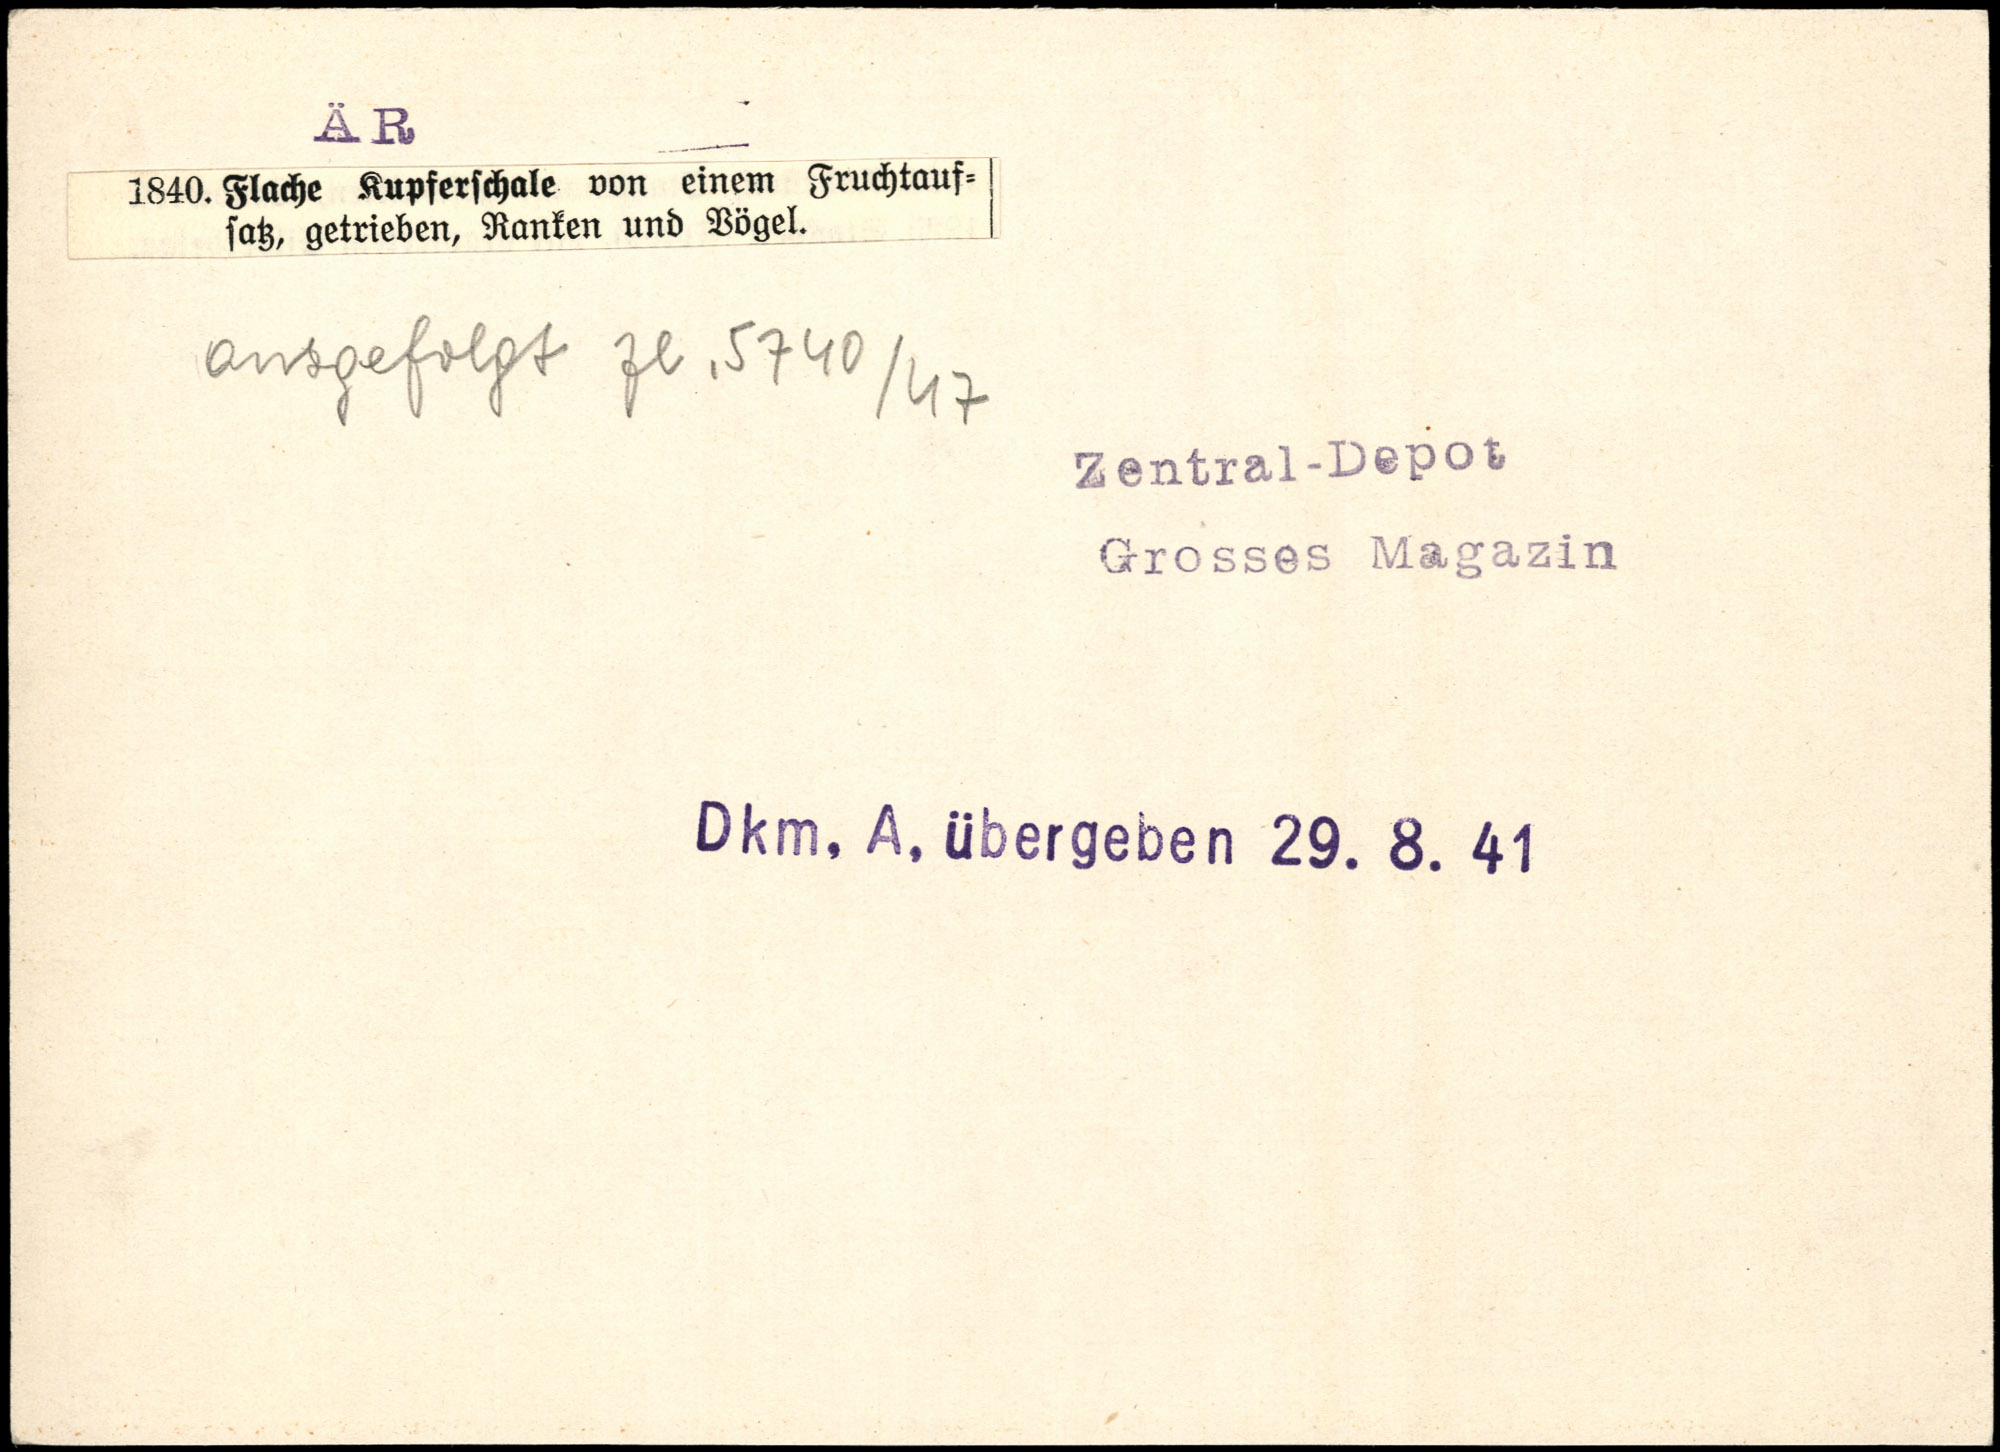 ÄR
1840. Flache Kupferschale von einem Fruchtauf-
satz, getrieben, Ranken und Vögel.
ausgefolgt Zl. 5740/47
Zentral-Depot
Grosses Magazin
Dkm. A. übergeben 29. 8. 41